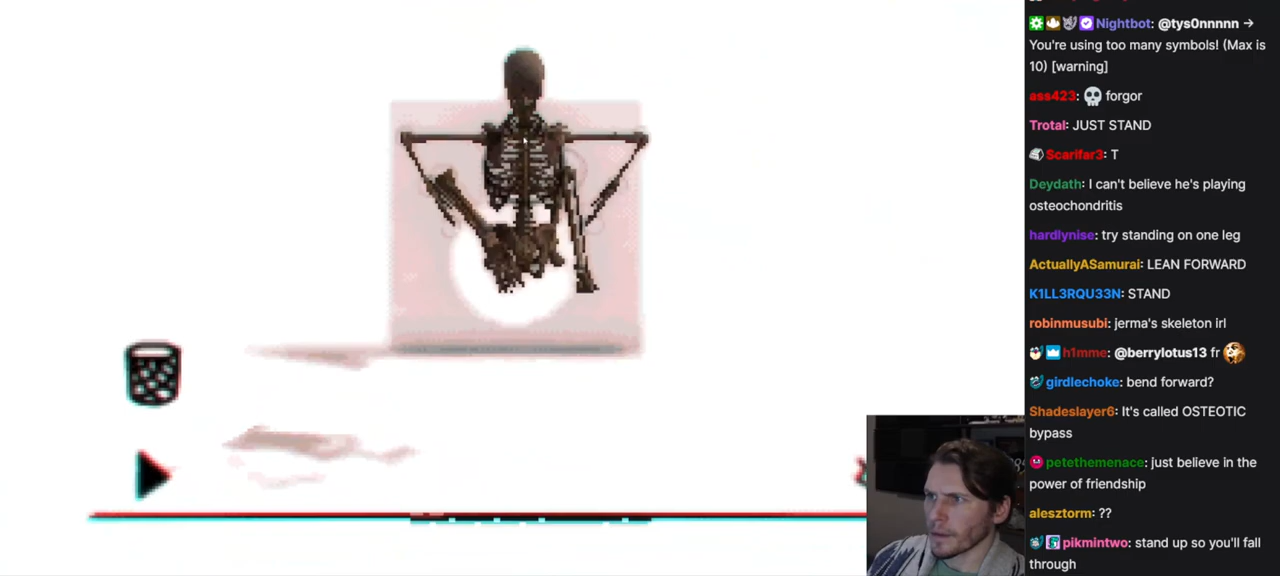 Nightbot: @tys0nnnnn →
You're using too many symbols! (Max is
10) [warning]
ass423: 💀 forgor
Trotal: JUST STAND
Scarifar3: T
Deydath: I can't believe he's playing
osteochondritis
hardlynise: try standing on one leg
ActuallyASamurai: LEAN FORWARD
K1LL3RQU33N: STAND
robinmusubi: jerma's skeleton irl
h1mme: @berrylotus13 fr
girdlechoke: bend forward?
Shadeslayer6: It's called OSTEOTIC
bypass
petethemenace: just believe in the
power of friendship
alesztorm: ??
pikmintwo: stand up so you'll fall
through